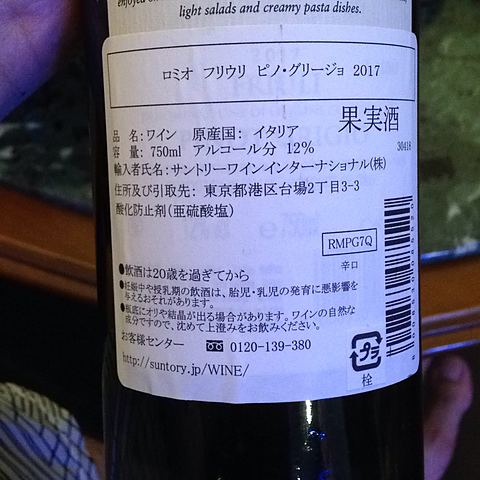 light salads and creamy pasta dishes.
ロミオ フリウリ ピノ・グリージョ 2017
果実酒
品 名：ワイン 原産国： イタリア
容 量： 750ml アルコール分 12% 30418
輸入者氏名：サントリーワインインターナショナル(株)
住所及び引取先： 東京都港区台場2丁目3-3
酸化防止剤(亜硫酸塩)
RMPG7Q
辛口
●飲酒は20歳を過ぎてから
●妊娠中や授乳期の飲酒は、胎児・乳児の発育に悪影響を
与えるおそれがあります。
●瓶底にオリや結晶が出る場合があります。ワインの自然な
成分ですので、沈めて上澄みをお飲みください。
お客様センター 0120-139-380
http://suntory.jp/WINE/
プラ
栓